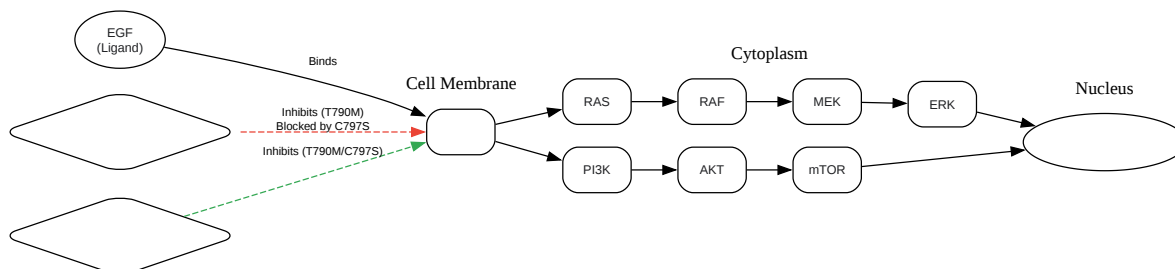 EGF
(Ligand)
Binds
Inhibits (T790M)
Blocked by C797S
Inhibits (T790M/C797S)
Cell Membrane
Cytoplasm
RAS
RAF
MEK
ERK
PI3K
AKT
mTOR
Nucleus